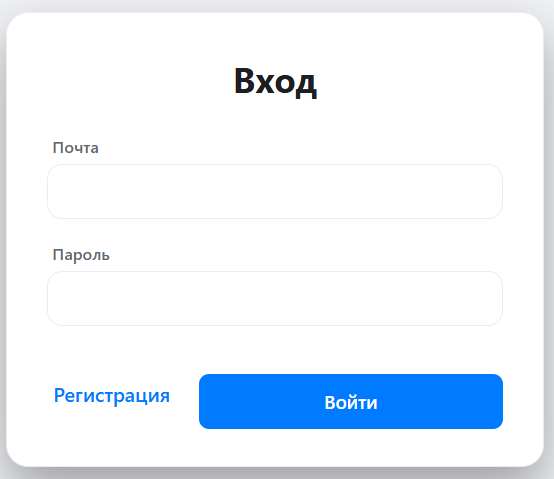 Вход
Почта
Пароль
Регистрация
Войти